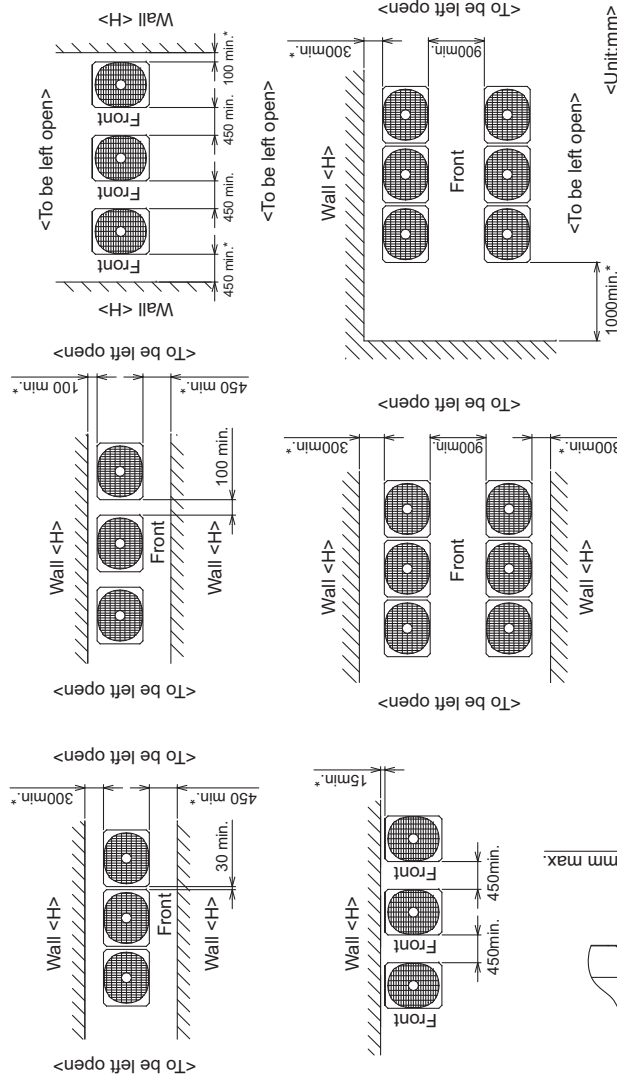 <To be left open>
Wall <H>
300min.*
Front
30 min.
450 min.*
Wall <H>
<To be left open>
<To be left open>
Wall <H>
100 min.*
Front
100 min.
450 min.*
Wall <H>
<To be left open>
<To be left open>
Wall <H>
Front
Front
Front
Wall <H>
450 min.*
450 min.
450 min.
100 min.*
<To be left open>
Wall <H>
15min.*
Front
Front
Front
450min.
450min.
mm max.
<To be left open>
Wall <H>
300min.*
900min.
Front
Wall <H>
<To be left open>
<To be left open>
Wall <H>
300min.*
900min.
Front
<To be left open>
1000min.*
<Unit:mm>